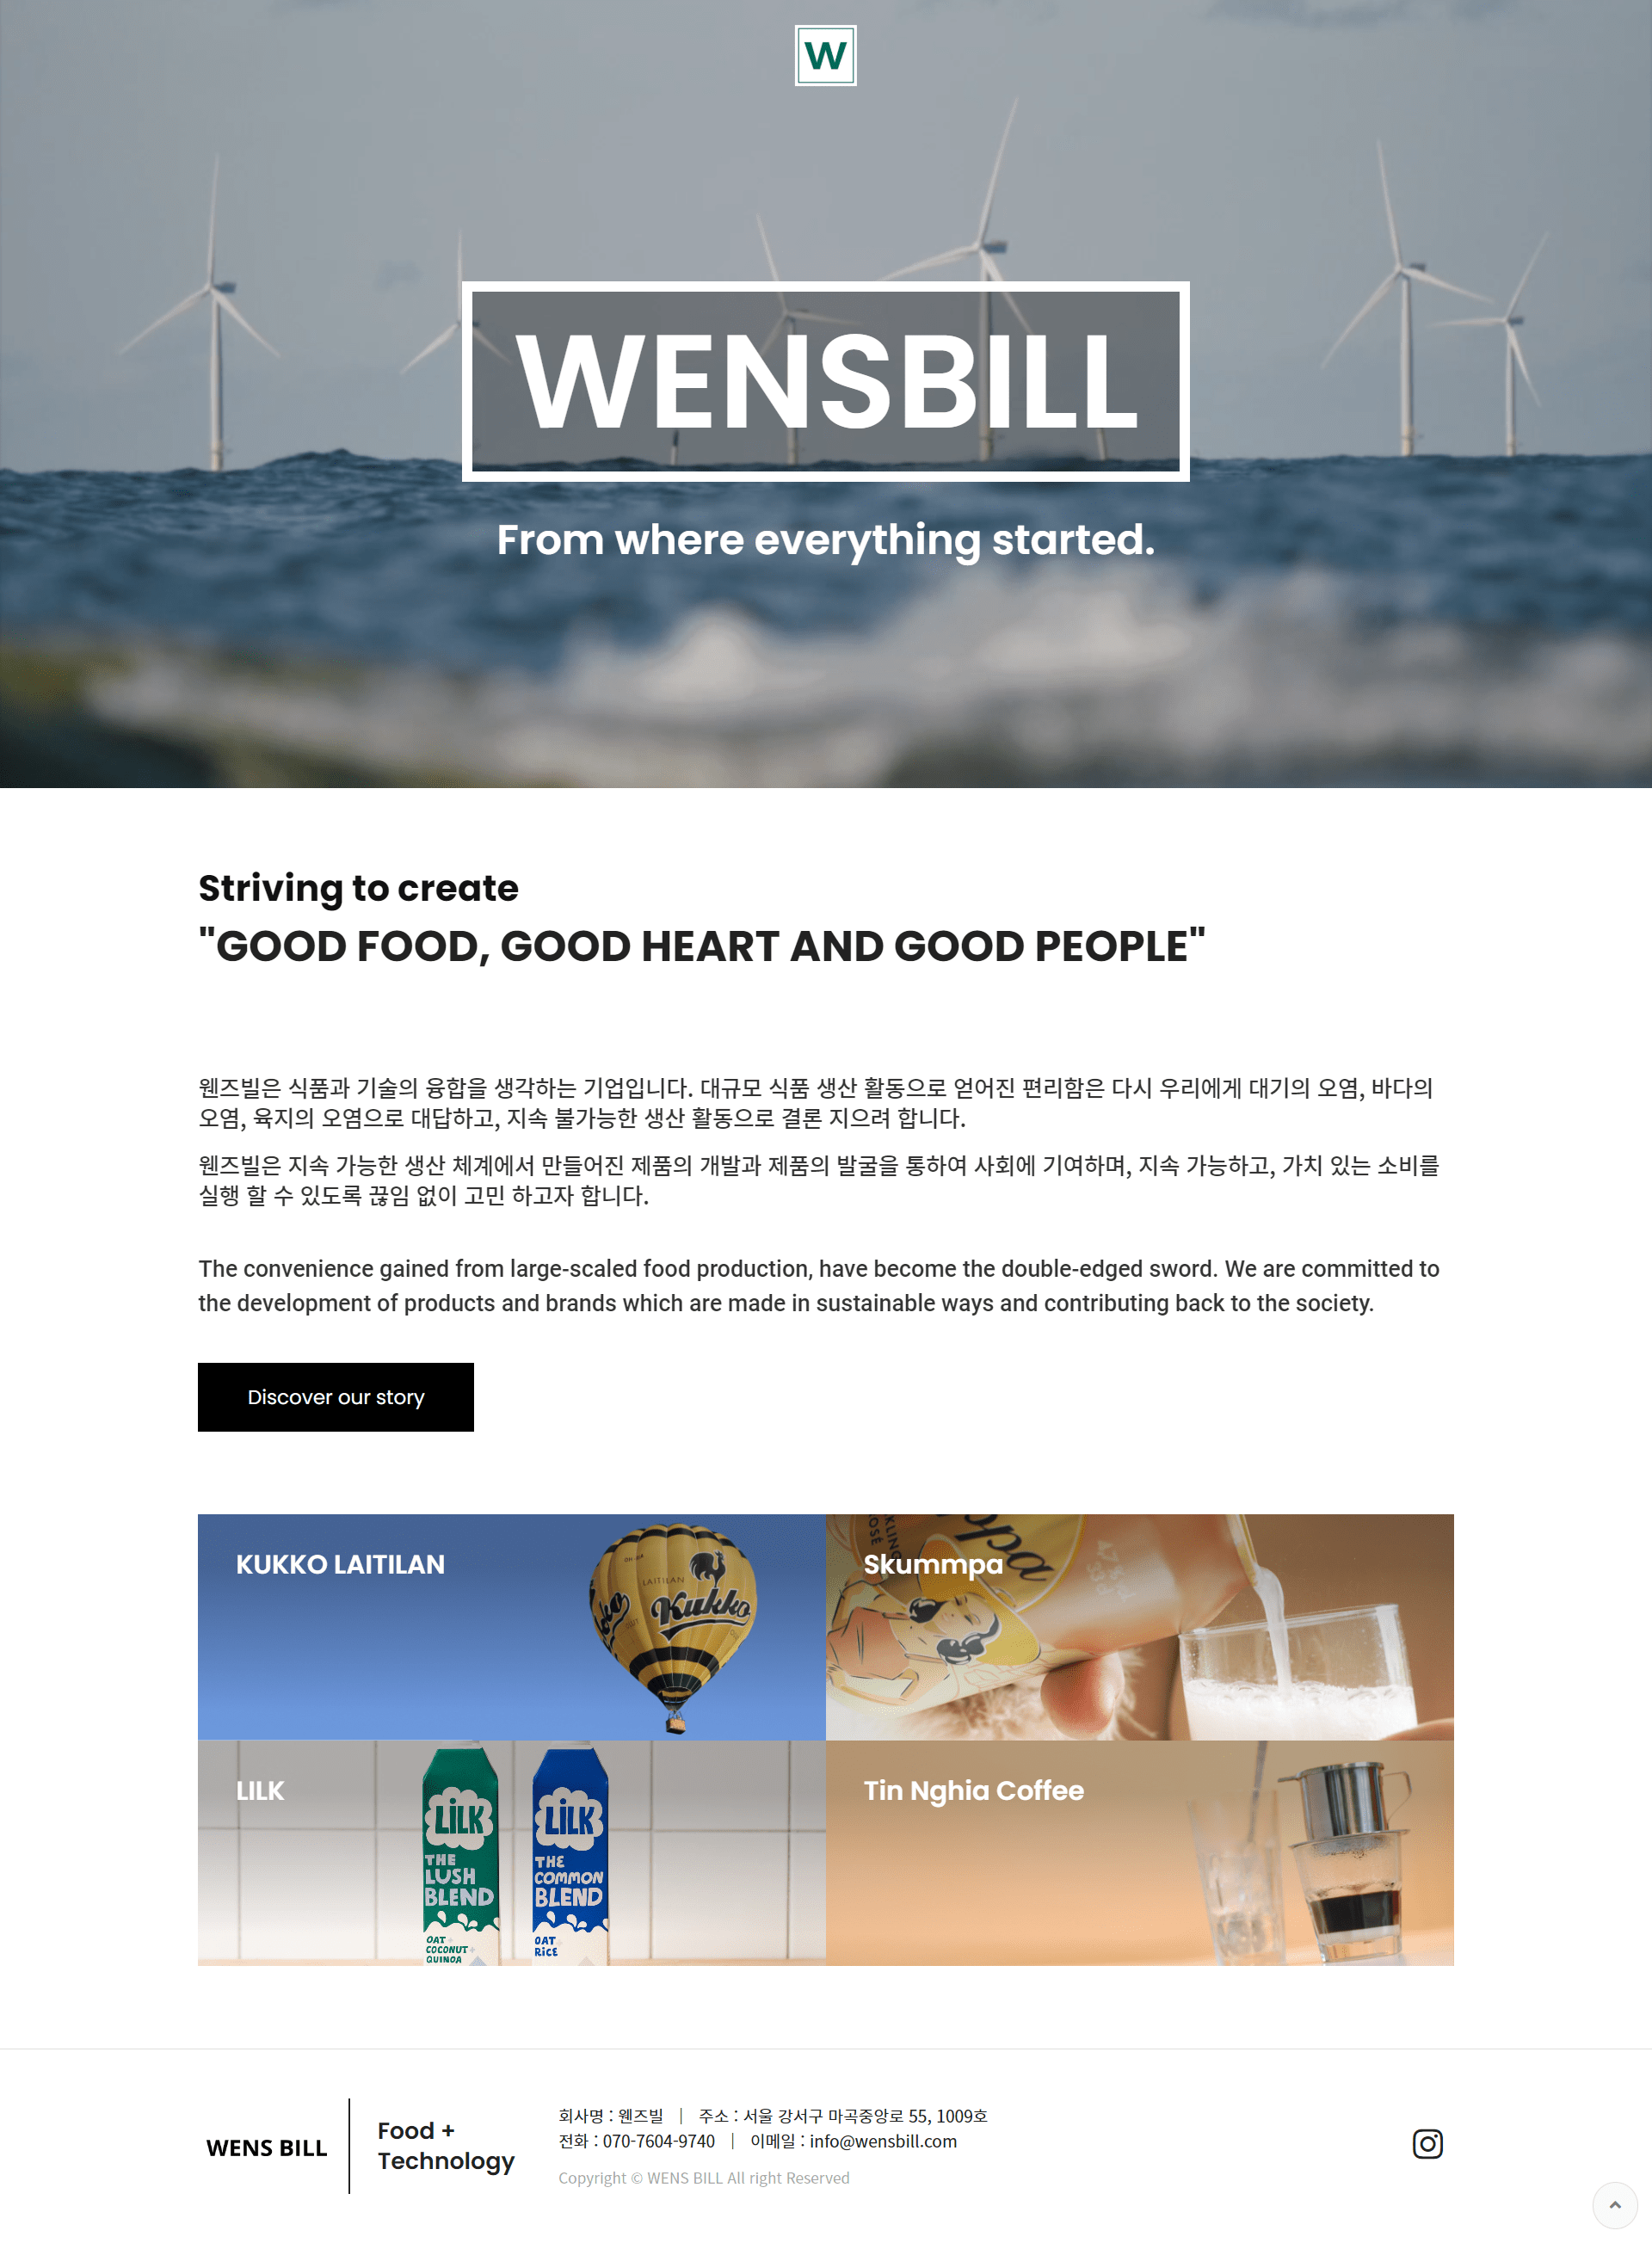 W
WENSBILL
From where everything started.
Striving to create
"GOOD FOOD, GOOD HEART AND GOOD PEOPLE"
웬즈빌은 식품과 기술의 융합을 생각하는 기업입니다. 대규모 식품 생산 활동으로 얻어진 편리함은 다시 우리에게 대기의 오염, 바다의
오염, 육지의 오염으로 대답하고, 지속 불가능한 생산 활동으로 결론 지으려 합니다.
웬즈빌은 지속 가능한 생산 체계에서 만들어진 제품의 개발과 제품의 발굴을 통하여 사회에 기여하며, 지속 가능하고, 가치 있는 소비를
실행 할 수 있도록 끊임 없이 고민 하고자 합니다.
The convenience gained from large-scaled food production, have become the double-edged sword. We are committed to
the development of products and brands which are made in sustainable ways and contributing back to the society.
Discover our story
KUKKO LAITILAN
LAITILAN
Kukko
Skummpa
ppa
OSÉ
LILK
LiLK
THE
LUSH
BLEND
OAT
COCONUT
QUINOA
LiLK
THE
COMMON
BLEND
OAT
RiCE
Tin Nghia Coffee
WENS BILL
Food +
Technology
회사명 : 웬즈빌 | 주소 : 서울 강서구 마곡중앙로 55, 1009호
전화 : 070-7604-9740 | 이메일 : info@wensbill.com
Copyright © WENS BILL All right Reserved